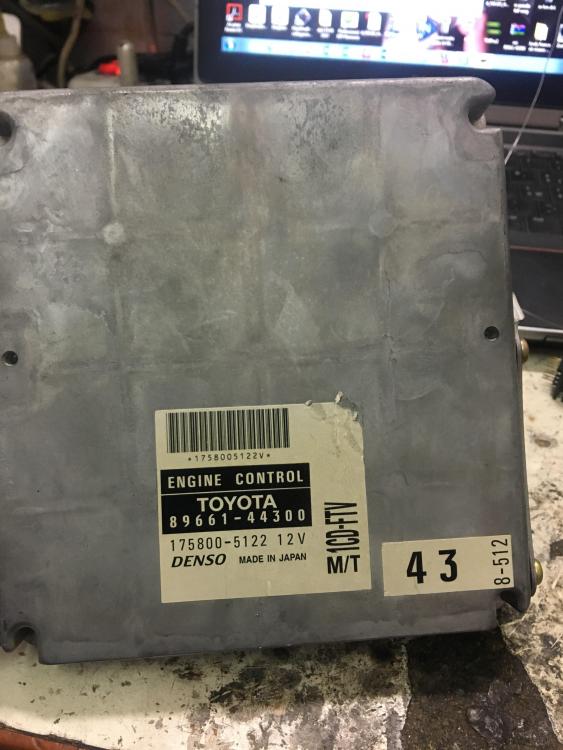 *1758005122V*
ENGINE CONTROL
TOYOTA
89661-44300
175800-5122 12V
DENSO MADE IN JAPAN
1CD-FTV
M/T
43
8-512